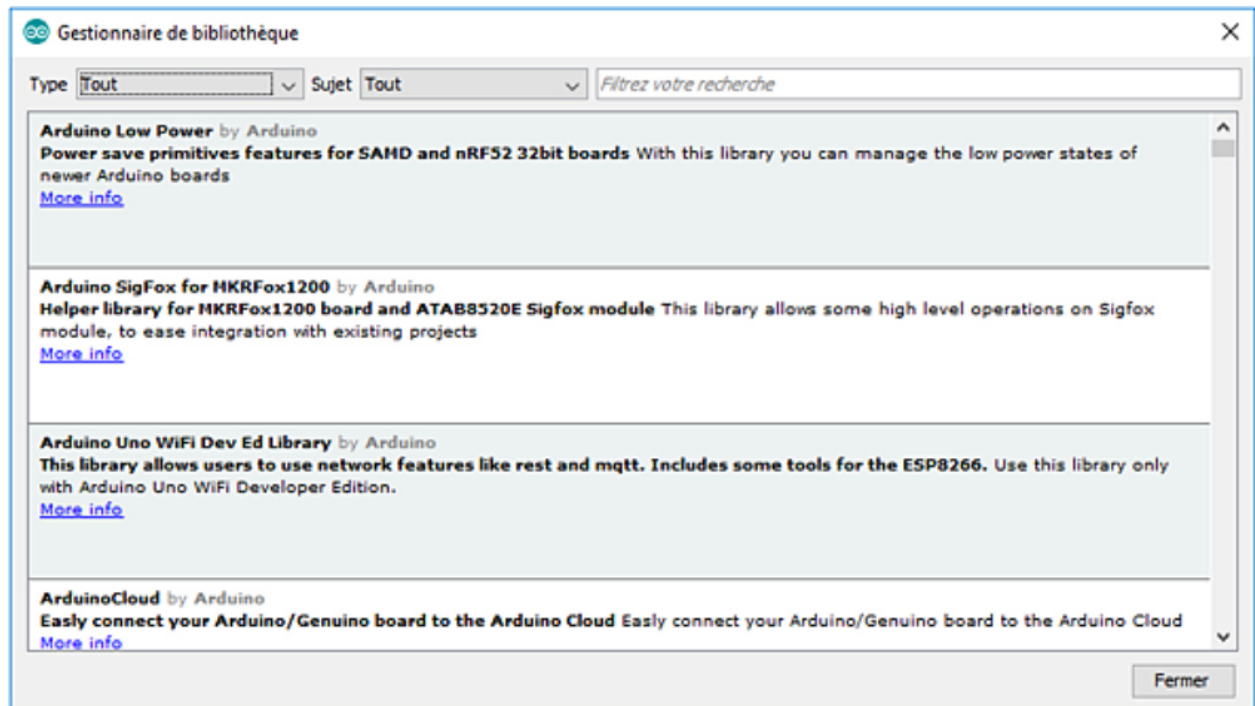 Gestionnaire de bibliothèque
Type Tout Sujet Tout Filtrez votre recherche
Arduino Low Power by Arduino
Power save primitives features for SAMD and nRF52 32bit boards With this library you can manage the low power states of
newer Arduino boards
More info
Arduino SigFox for MKRFox1200 by Arduino
Helper library for MKRFox1200 board and ATAB8520E Sigfox module This library allows some high level operations on Sigfox
module, to ease integration with existing projects
More info
Arduino Uno WiFi Dev Ed Library by Arduino
This library allows users to use network features like rest and mqtt. Includes some tools for the ESP8266. Use this library only
with Arduino Uno WiFi Developer Edition.
More info
ArduinoCloud by Arduino
Easly connect your Arduino/Genuino board to the Arduino Cloud Easly connect your Arduino/Genuino board to the Arduino Cloud
More info
Fermer